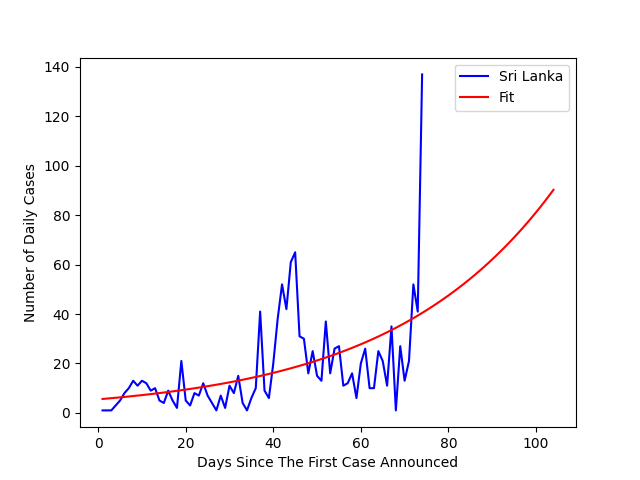 Sri Lanka
Fit
140
120
100
80
60
40
20
0
Number of Daily Cases
0 20 40 60 80 100
Days Since The First Case Announced